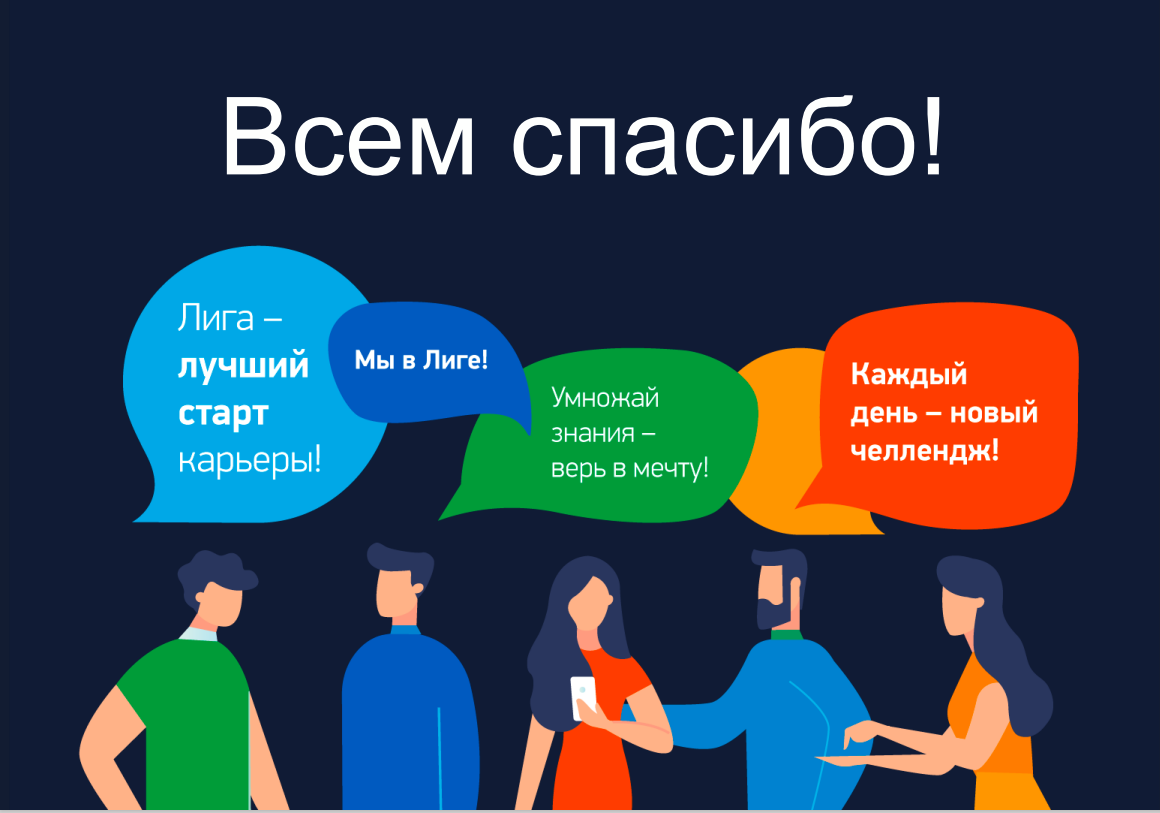 Всем спасибо!
Лига –
лучший
старт
карьеры!
Мы в Лиге!
Умножай
знания –
верь в мечту!
Каждый
день – новый
челлендж!